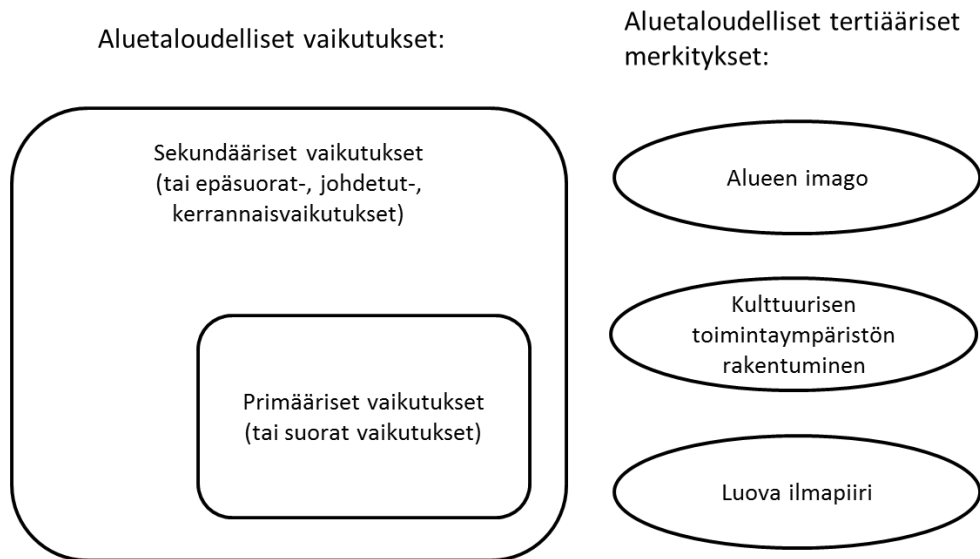 Aluetaloudelliset vaikutukset:
Sekundääriset vaikutukset
(tai epäsuorat-, johdetut-,
kerrannaisvaikutukset)
Primääriset vaikutukset
(tai suorat vaikutukset)
Aluetaloudelliset tertiääriset
merkitykset:
Alueen imago
Kulttuurisen
toimintaympäristön
rakentuminen
Luova ilmapiiri